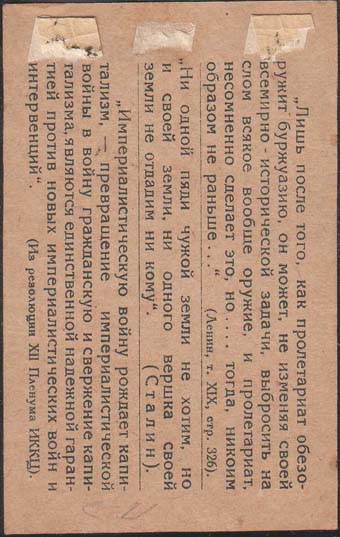 „Лишь после того, как пролетариат обезо-
ружит буржуазию, он может, не изменяя своей
всемирно-исторической задачи, выбросить на
слом всякое вообще оружие, и пролетариат,
несомненно сделает это, но.... тогда, никоим
образом не раньше...“
(Ленин, т. XIX, стр. 326).
„Ни одной пяди чужой земли не хотим, но
и своей земли, ни одного вершка своей
земли не отдадим ни кому“.
(Сталин).
„Империалистическую войну рождает капи-
тализм, — превращение империалистической
войны в войну гражданскую и свержение капи-
тализма, являются единственной надежной гаран-
тией против новых империалистических войн и
интервенций“.
(Из резолюции XII Пленума ИККЦ).